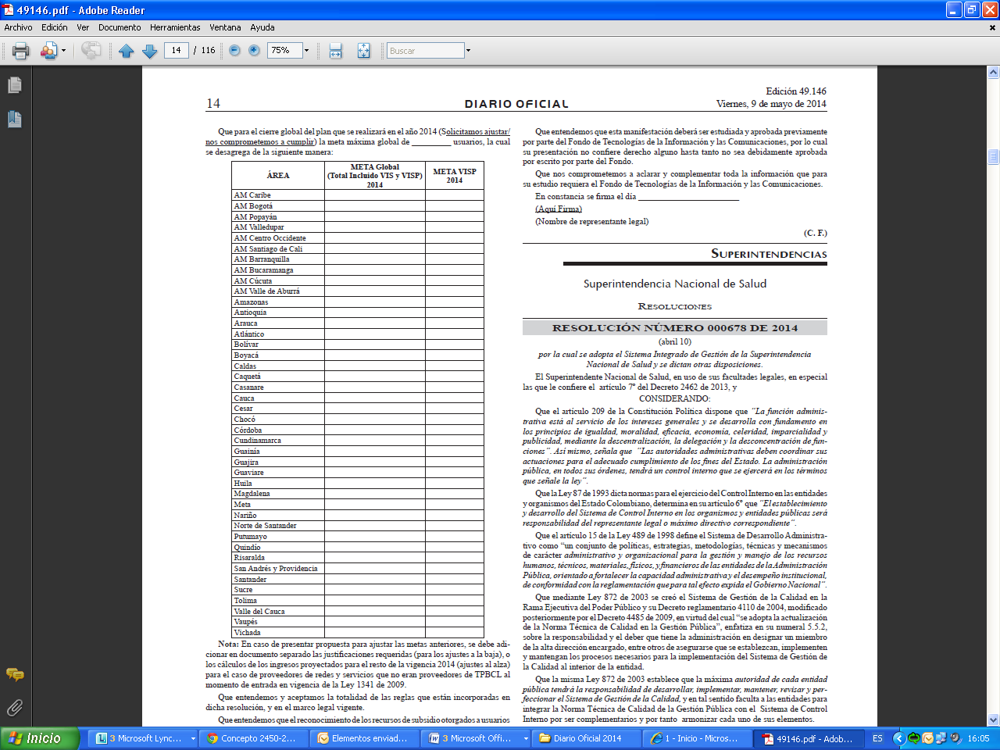 49146.pdf - Adobe Reader
Archivo Edición Ver Documento Herramientas Ventana Ayuda
14 / 116 75% Buscar
14 DIARIO OFICIAL Edición 49.146
Viernes, 9 de mayo de 2014
Que para el cierre global del plan que se realizará en el año 2014 (Solicitamos ajustar/
nos comprometemos a cumplir) la meta máxima global de _________ usuarios, la cual
se desagrega de la siguiente manera:
ÁREA META Global (Total Incluido VIS y VISP) 2014 META VISP 2014
AM Caribe
AM Bogotá
AM Popayán
AM Valledupar
AM Centro Occidente
AM Santiago de Cali
AM Barranquilla
AM Bucaramanga
AM Cúcuta
AM Valle de Aburrá
Amazonas
Antioquia
Arauca
Atlántico
Bolívar
Boyacá
Caldas
Caquetá
Casanare
Cauca
Cesar
Chocó
Córdoba
Cundinamarca
Guainía
Guajira
Guaviare
Huila
Magdalena
Meta
Nariño
Norte de Santander
Putumayo
Quindío
Risaralda
San Andrés y Providencia
Santander
Sucre
Tolima
Valle del Cauca
Vaupés
Vichada
Nota: En caso de presentar propuesta para ajustar las metas anteriores, se debe adi-
cionar en documento separado las justificaciones requeridas (para los ajustes a la baja), o
los cálculos de los ingresos proyectados para el resto de la vigencia 2014 (ajustes al alza)
para el caso de proveedores de redes y servicios que no eran proveedores de TPBCL al
momento de entrada en vigencia de la Ley 1341 de 2009.
Que entendemos y aceptamos la totalidad de las reglas que están incorporadas en
dicha resolución, y en el marco legal vigente.
Que entendemos que el reconocimiento de los recursos de subsidio otorgados a usuarios
Que entendemos que esta manifestación deberá ser estudiada y aprobada previamente
por parte del Fondo de Tecnologías de la Información y las Comunicaciones, por lo cual
su presentación no confiere derecho alguno hasta tanto no sea debidamente aprobada
por escrito por parte del Fondo.
Que nos comprometemos a aclarar y complementar toda la información que para
su estudio requiera el Fondo de Tecnologías de la Información y las Comunicaciones.
En constancia se firma el día _______________________
(Aquí Firma)
(Nombre de representante legal)
(C. F.)
SUPERINTENDENCIAS
Superintendencia Nacional de Salud
RESOLUCIONES
RESOLUCIÓN NÚMERO 000678 DE 2014
(abril 10)
por la cual se adopta el Sistema Integrado de Gestión de la Superintendencia
Nacional de Salud y se dictan otras disposiciones.
El Superintendente Nacional de Salud, en uso de sus facultades legales, en especial
las que le confiere el artículo 7° del Decreto 2462 de 2013, y
CONSIDERANDO:
Que el artículo 209 de la Constitución Política dispone que "La función adminis-
trativa está al servicio de los intereses generales y se desarrolla con fundamento en
los principios de igualdad, moralidad, eficacia, economía, celeridad, imparcialidad y
publicidad, mediante la descentralización, la delegación y la desconcentración de fun-
ciones". Así mismo, señala que "Las autoridades administrativas deben coordinar sus
actuaciones para el adecuado cumplimiento de los fines del Estado. La administración
pública, en todos sus órdenes, tendrá un control interno que se ejercerá en los términos
que señale la ley".
Que la Ley 87 de 1993 dicta normas para el ejercicio del Control Interno en las entidades
y organismos del Estado Colombiano, determina en su artículo 6° que "El establecimiento
y desarrollo del Sistema de Control Interno en los organismos y entidades públicas será
responsabilidad del representante legal o máximo directivo correspondiente".
Que el artículo 15 de la Ley 489 de 1998 define el Sistema de Desarrollo Administra-
tivo como "un conjunto de políticas, estrategias, metodologías, técnicas y mecanismos
de carácter administrativo y organizacional para la gestión y manejo de los recursos
humanos, técnicos, materiales, físicos, y financieros de las entidades de la Administración
Pública, orientado a fortalecer la capacidad administrativa y el desempeño institucional,
de conformidad con la reglamentación que para tal efecto expida el Gobierno Nacional".
Que mediante Ley 872 de 2003 se creó el Sistema de Gestión de la Calidad en la
Rama Ejecutiva del Poder Público y su Decreto reglamentario 4110 de 2004, modificado
posteriormente por el Decreto 4485 de 2009, en virtud del cual "se adopta la actualización
de la Norma Técnica de Calidad en la Gestión Pública", enfatiza en su numeral 5.5.2,
sobre la responsabilidad y el deber que tiene la administración en designar un miembro
de la alta dirección encargado, entre otros de asegurarse que se establezcan, implementen
y mantengan los procesos necesarios para la implementación del Sistema de Gestión de
la Calidad al interior de la entidad.
Que la misma Ley 872 de 2003 establece que la máxima autoridad de cada entidad
pública tendrá la responsabilidad de desarrollar, implementar, mantener, revisar y per-
feccionar el Sistema de Gestión de la Calidad, y en tal sentido faculta a las entidades para
integrar la Norma Técnica de Calidad de la Gestión Pública con el Sistema de Control
Interno por ser complementarios y por tanto armonizar cada uno de sus elementos.
Inicio 3 Microsoft Lync... Concepto 2450-2... Elementos enviad... 3 Microsoft Offi... Diario Oficial 2014 1 - Inicio - Micros... 49146.pdf - Adob... ES 16:05